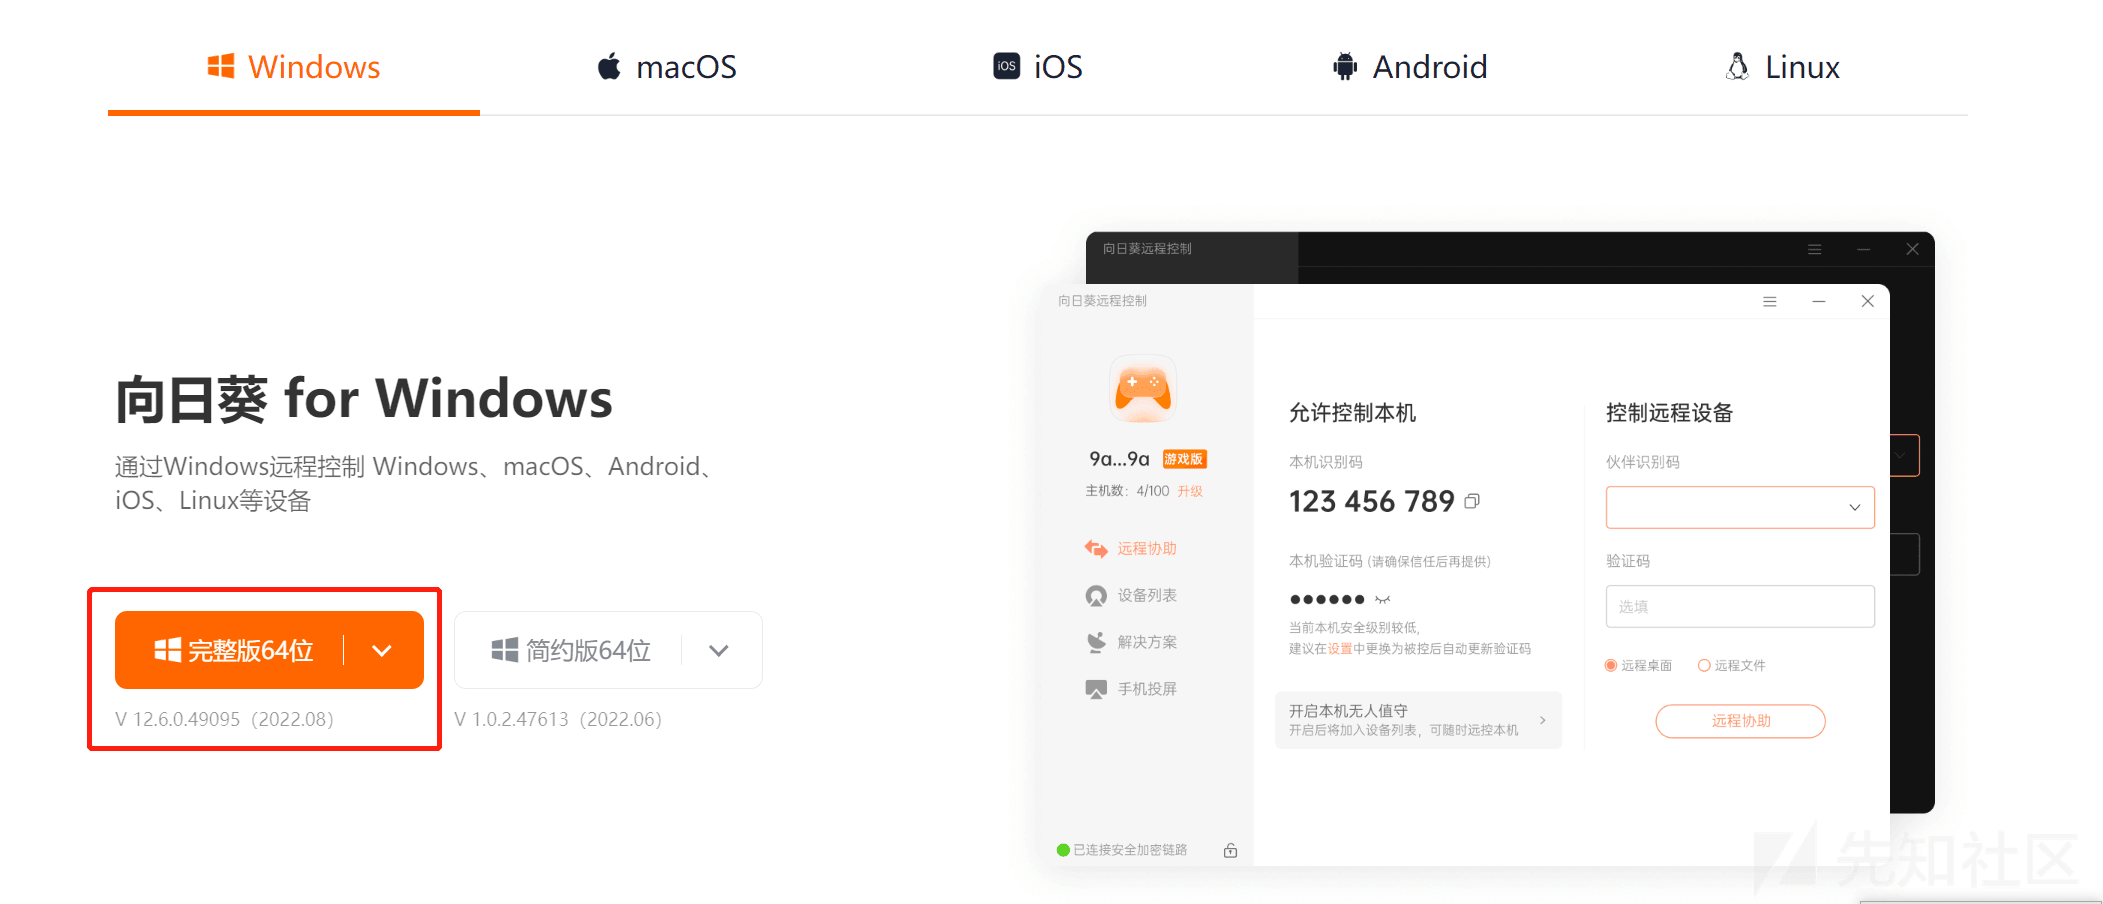 Windows
macOS
iOS
iOS
Android
Linux
向日葵 for Windows
通过Windows远程控制 Windows、macOS、Android、
iOS、Linux等设备
完整版64位
V 12.6.0.49095（2022.08）
简约版64位
V 1.0.2.47613（2022.06）
向日葵远程控制
向日葵远程控制
9a...9a 游戏版
主机数：4/100 升级
远程协助
设备列表
解决方案
手机投屏
已连接安全加密链路
允许控制本机
本机识别码
123 456 789
本机验证码 (请确保信任后再提供)
当前本机安全级别较低,
建议在设置中更换为被控后自动更新验证码
开启本机无人值守
开启后将加入设备列表，可随时远控本机
控制远程设备
伙伴识别码
验证码
选填
远程桌面
远程文件
远程协助
先知社区